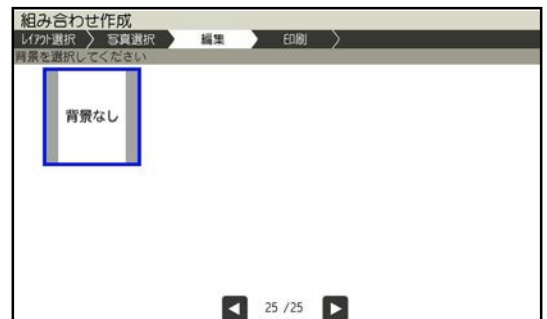 組み合わせ作成
ﾚｲｱｳﾄ選択 〉 写真選択 編集 印刷 〉
背景を選択してください
背景なし
25 /25